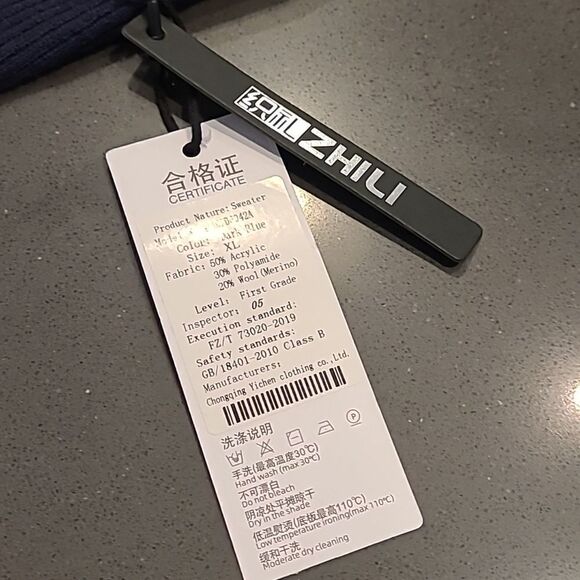 织礼 ZHILI
合格证
CERTIFICATE
Product Nature: Sweater
Color: Dark Blue
Size: XL
Fabric: 50% Acrylic
30% Polyamide
20% Wool(Merino)
Level: First Grade
Inspector: 05
Execution standard:
FZ/T 73020-2019
Safety standards:
GB/18401-2010 Class B
Manufacturers:
Chongqing Yichen clothing co.,Ltd.
洗涤说明
P
手洗(最高温度30℃)
Hand wash (max 30℃)
不可漂白
Do not bleach
阴凉处平摊晾干
Dry in the shade
低温熨烫(底板最高110℃)
Low temperature ironing(max 110℃)
缓和干洗
Moderate dry cleaning